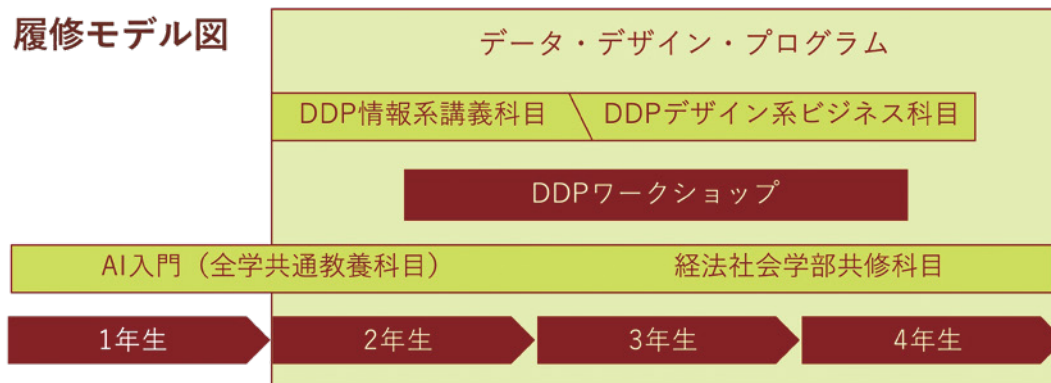 履修モデル図
データ・デザイン・プログラム
DDP情報系講義科目
DDPデザイン系ビジネス科目
DDPワークショップ
AI入門（全学共通教養科目）
経法社会学部共修科目
1年生
2年生
3年生
4年生